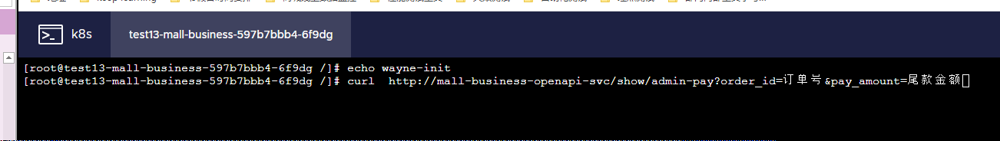 k8s
test13-mall-business-597b7bbb4-6f9dg
[root@test13-mall-business-597b7bbb4-6f9dg /]# echo wayne-init
[root@test13-mall-business-597b7bbb4-6f9dg /]# curl  http://mall-business-openapi-svc/show/admin-pay?order_id=订单号&pay_amount=尾款金额